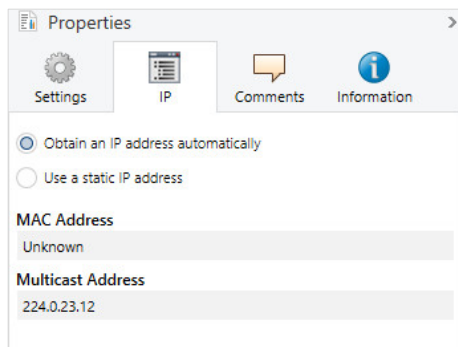 Properties
Settings IP Comments Information
Obtain an IP address automatically
Use a static IP address
MAC Address
Unknown
Multicast Address
224.0.23.12